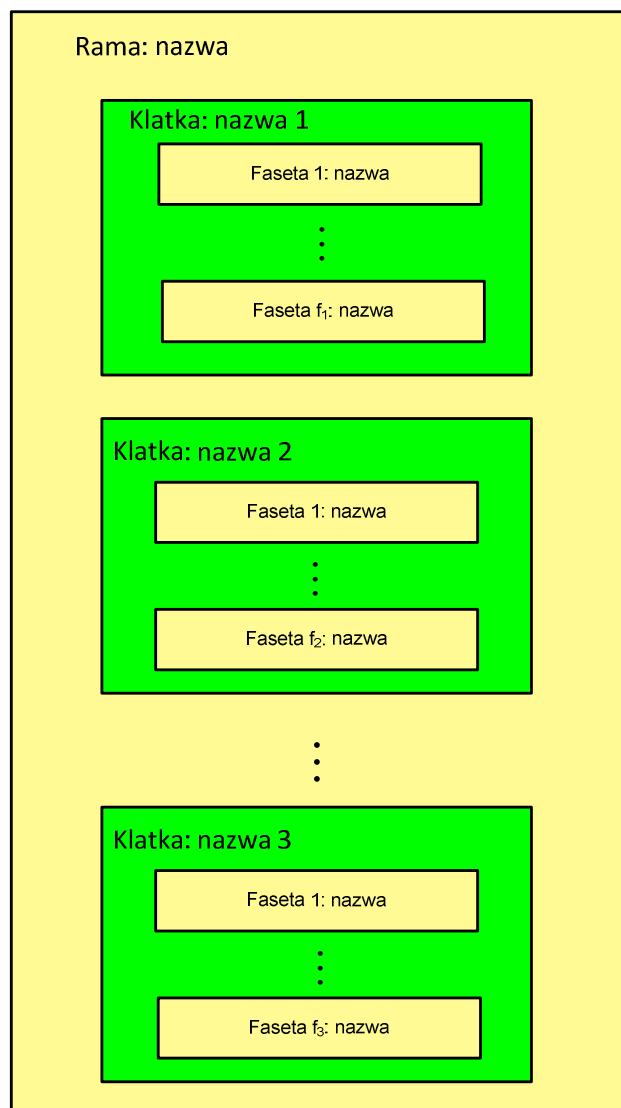 Rama: nazwa
Klatka: nazwa 1
Faseta 1: nazwa
⋮
Faseta f₁: nazwa
Klatka: nazwa 2
Faseta 1: nazwa
⋮
Faseta f₂: nazwa
⋮
Klatka: nazwa 3
Faseta 1: nazwa
⋮
Faseta f₃: nazwa